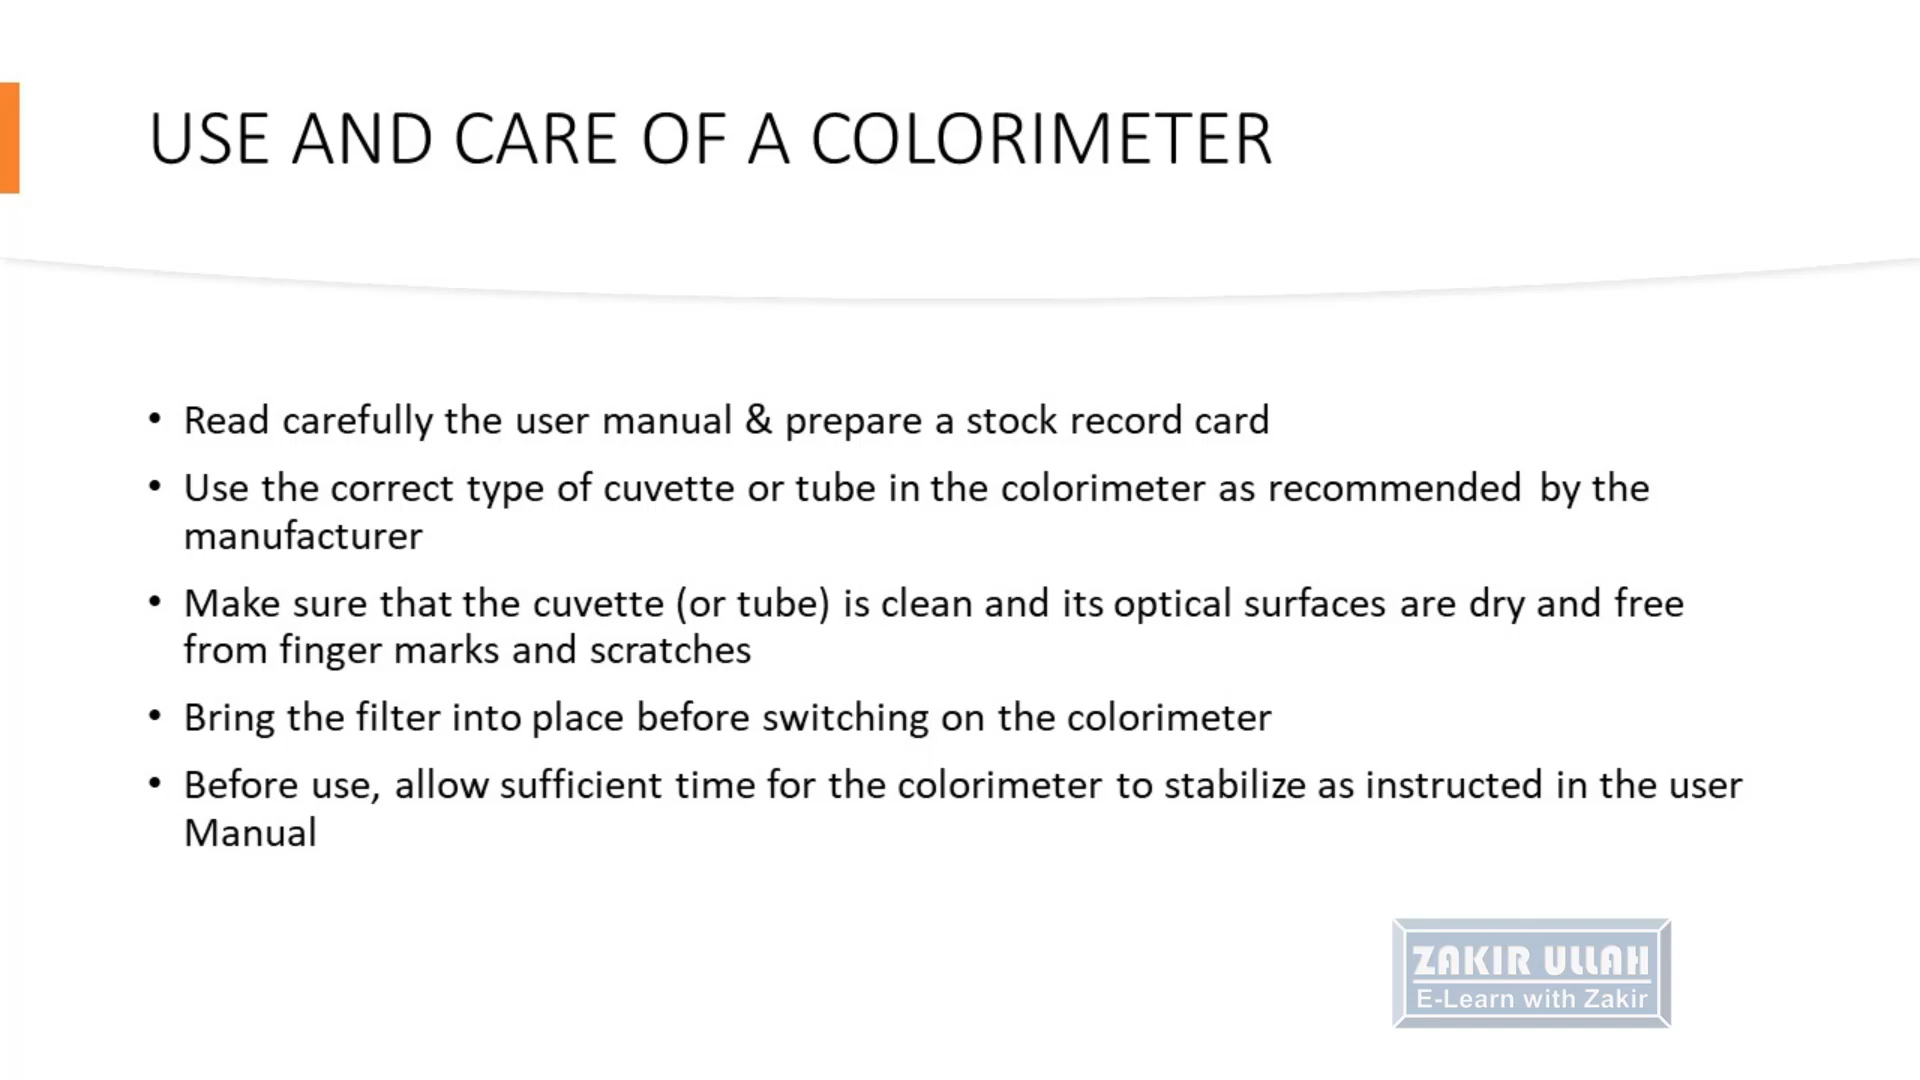 USE AND CARE OF A COLORIMETER
• Read carefully the user manual & prepare a stock record card
• Use the correct type of cuvette or tube in the colorimeter as recommended by the
manufacturer
• Make sure that the cuvette (or tube) is clean and its optical surfaces are dry and free
from finger marks and scratches
• Bring the filter into place before switching on the colorimeter
• Before use, allow sufficient time for the colorimeter to stabilize as instructed in the user
Manual
ZAKIR ULLAH
E-Learn with Zakir